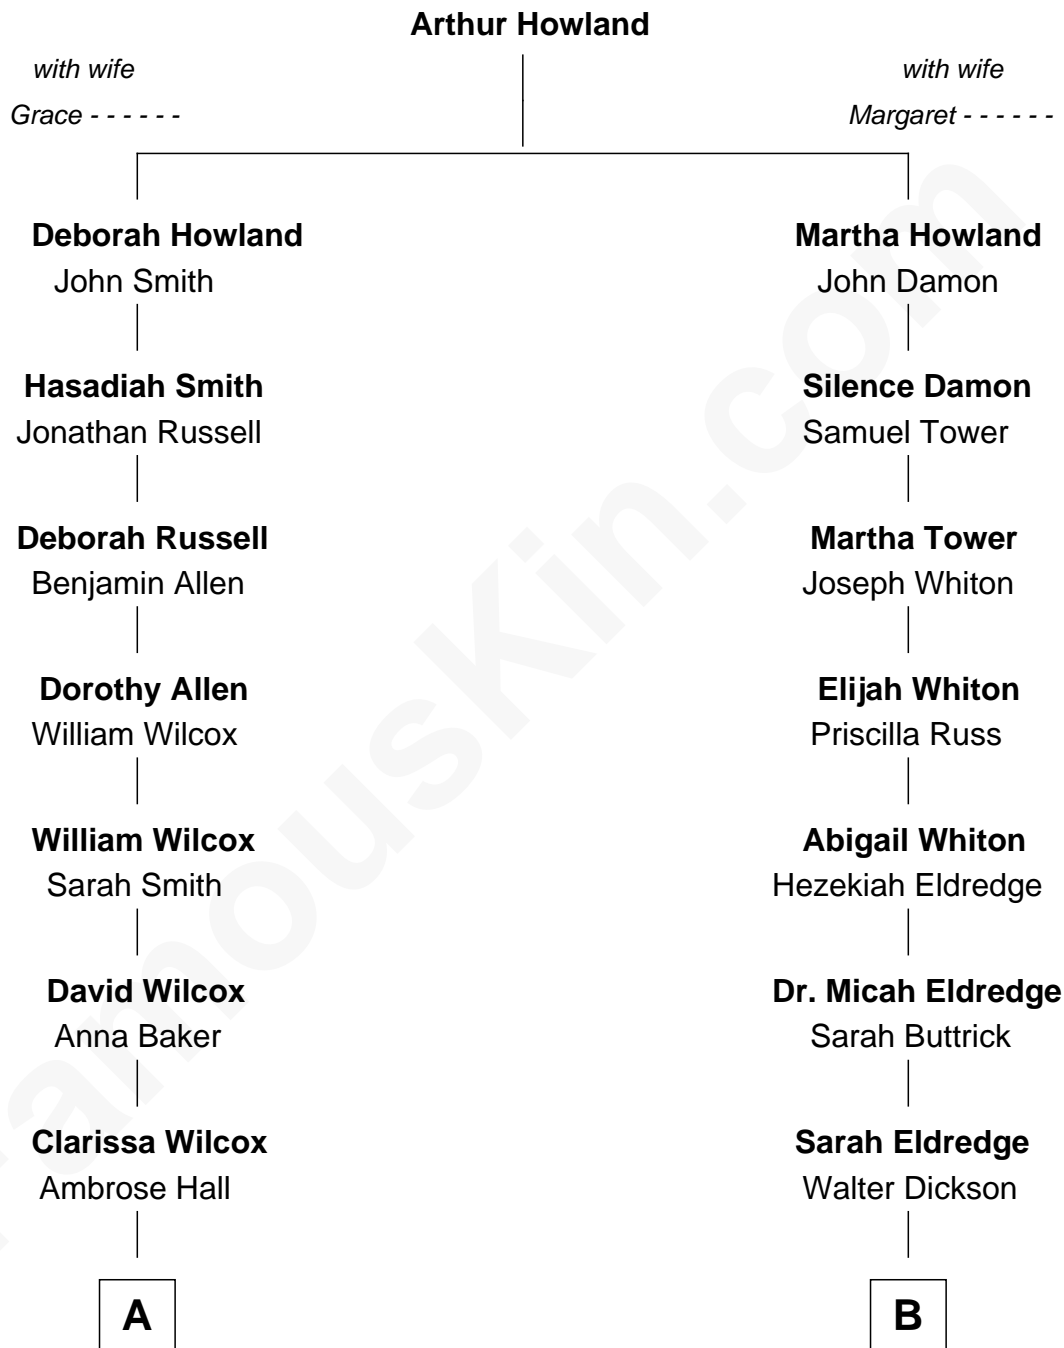 Arthur Howland
with wife
Grace - - - - - -
with wife
Margaret - - - - - -
Deborah Howland
John Smith
Martha Howland
John Damon
Hasadiah Smith
Jonathan Russell
Silence Damon
Samuel Tower
Deborah Russell
Benjamin Allen
Martha Tower
Joseph Whiton
Dorothy Allen
William Wilcox
Elijah Whiton
Priscilla Russ
William Wilcox
Sarah Smith
Abigail Whiton
Hezekiah Eldredge
David Wilcox
Anna Baker
Dr. Micah Eldredge
Sarah Buttrick
Clarissa Wilcox
Ambrose Hall
Sarah Eldredge
Walter Dickson
A
B
FamousKin.com